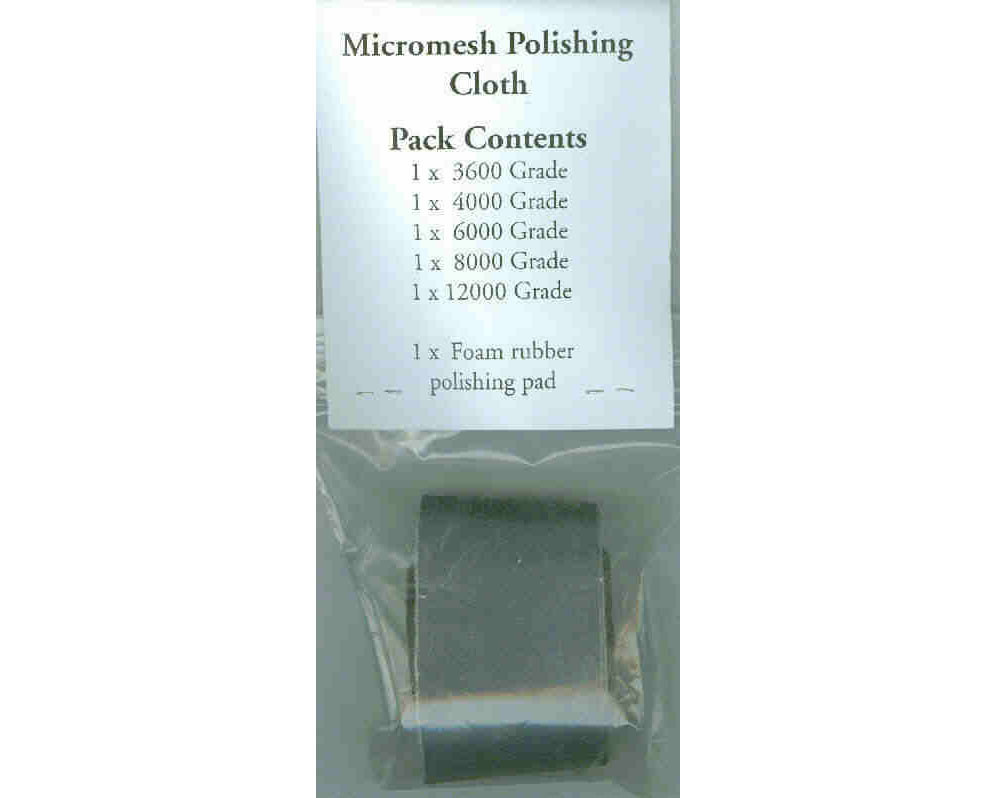 Micromesh Polishing
Cloth
Pack Contents
1 x 3600 Grade
1 x 4000 Grade
1 x 6000 Grade
1 x 8000 Grade
1 x 12000 Grade
1 x Foam rubber
polishing pad